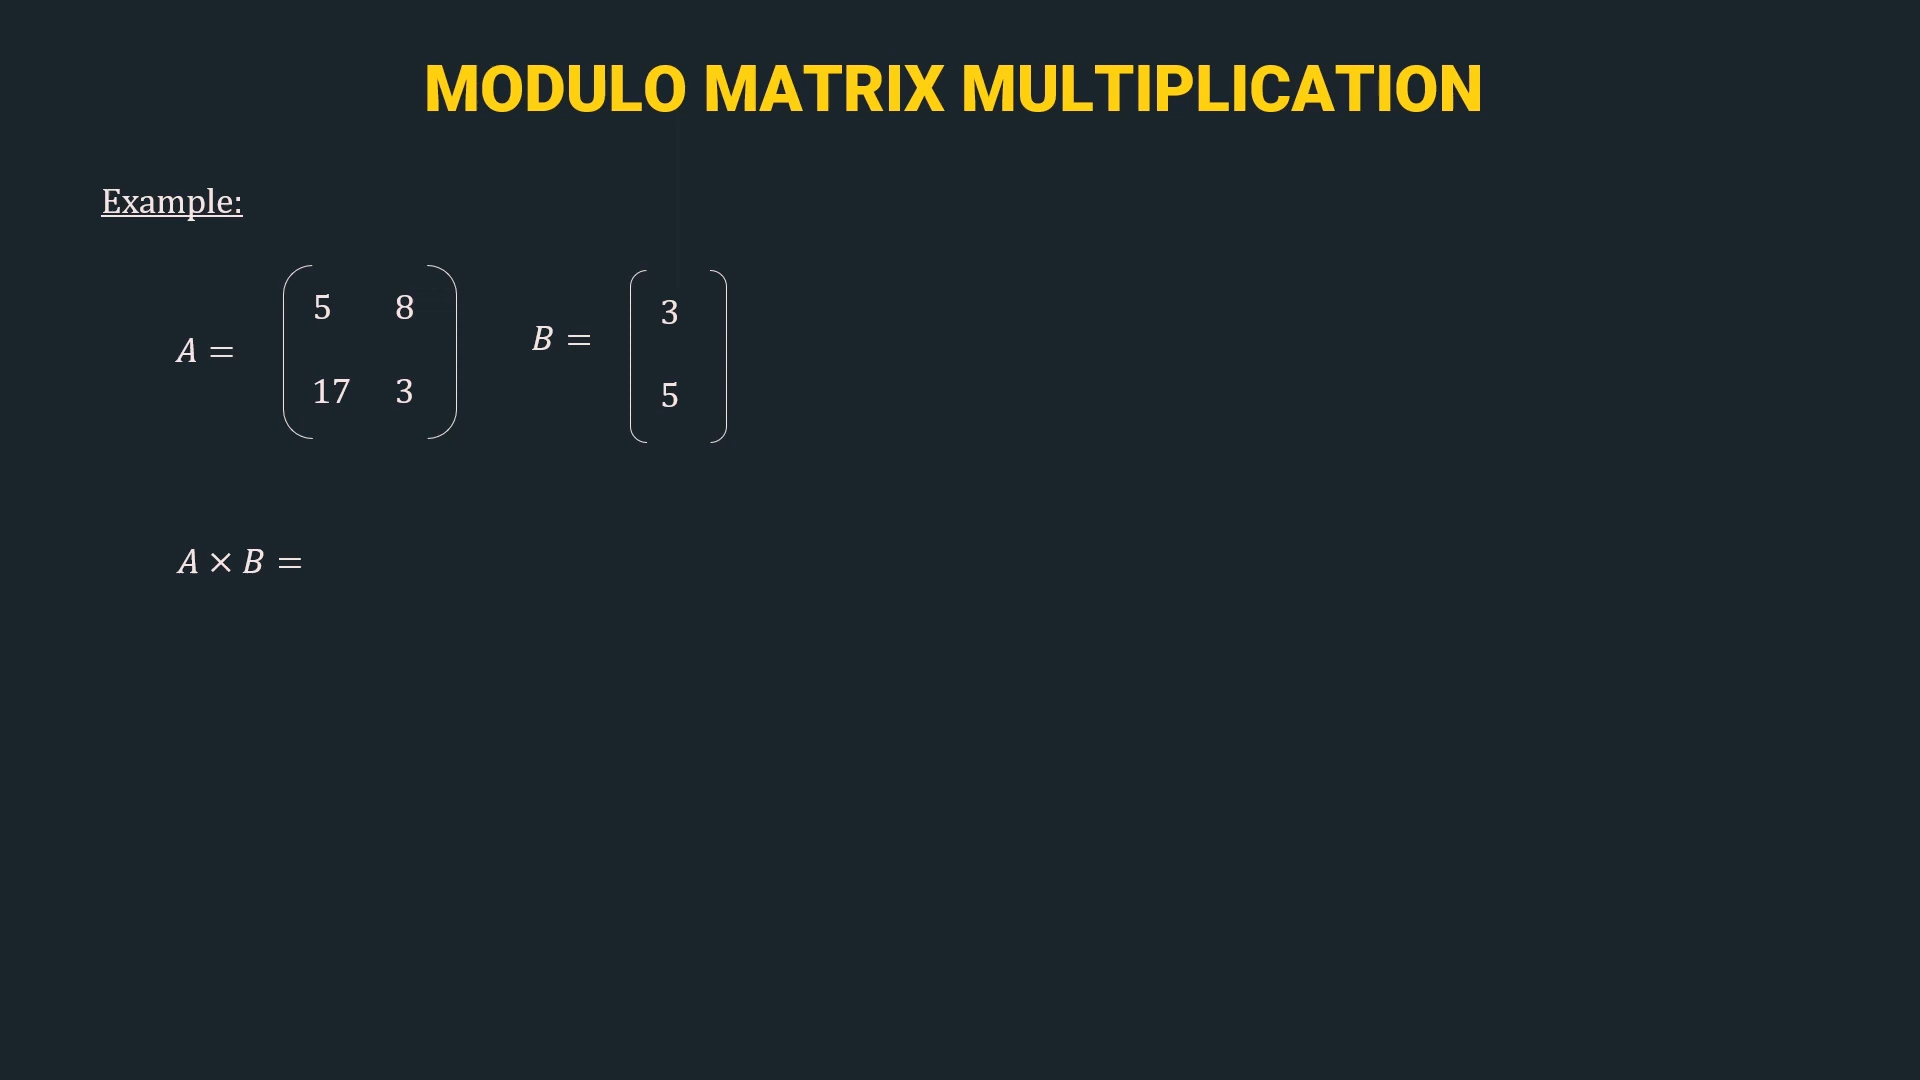 MODULO MATRIX MULTIPLICATION
Example:
A = ( 5 8
17 3 )
B = ( 3
5 )
A × B =